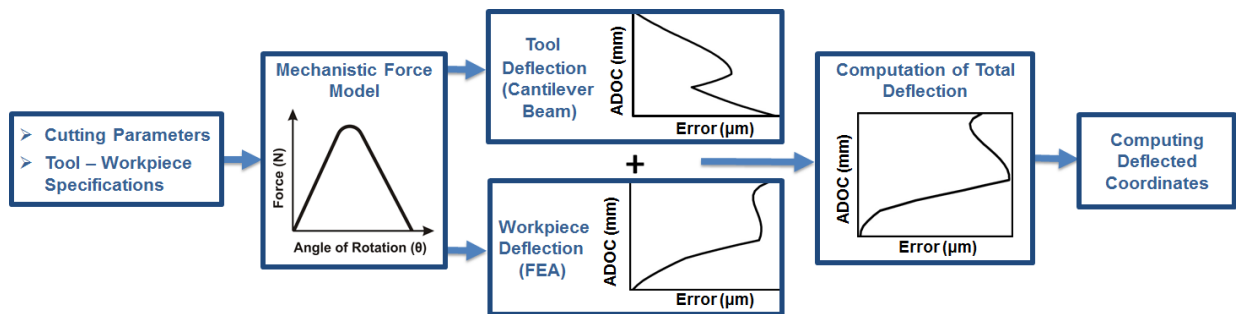 ➢ Cutting Parameters
➢ Tool – Workpiece
Specifications
Mechanistic Force
Model
Force (N)
Angle of Rotation (θ)
Tool
Deflection
(Cantilever
Beam)
ADOC (mm)
Error (μm)
+
Workpiece
Deflection
(FEA)
ADOC (mm)
Error (μm)
Computation of Total
Deflection
ADOC (mm)
Error (μm)
Computing
Deflected
Coordinates